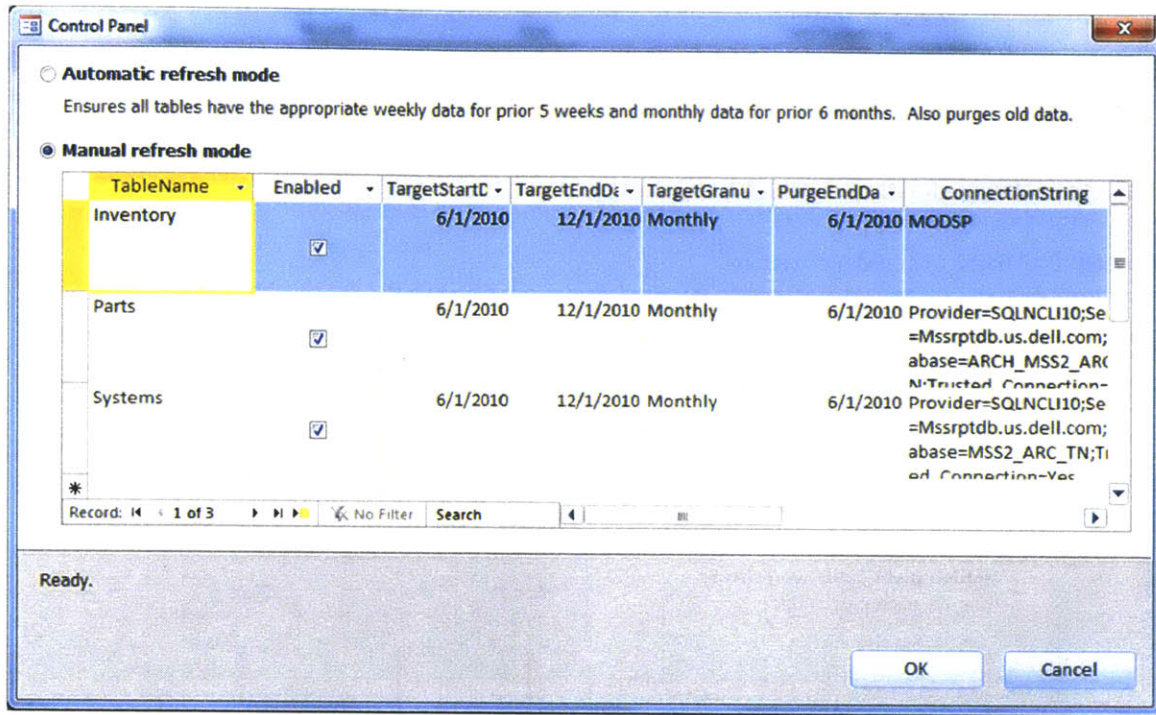 Control Panel
Automatic refresh mode
Ensures all tables have the appropriate weekly data for prior 5 weeks and monthly data for prior 6 months. Also purges old data.
Manual refresh mode
TableName Enabled TargetStartD TargetEndDa TargetGranu PurgeEndDa ConnectionString
Inventory 6/1/2010 12/1/2010 Monthly 6/1/2010 MODSP
Parts 6/1/2010 12/1/2010 Monthly 6/1/2010 Provider=SQLNCLI10;Se
=Mssrptdb.us.dell.com;
abase=ARCH_MSS2_ARC
N;Trusted_Connection=
Systems 6/1/2010 12/1/2010 Monthly 6/1/2010 Provider=SQLNCLI10;Se
=Mssrptdb.us.dell.com;
abase=MSS2_ARC_TN;Tr
ed_Connection=Yes
Record: 1 of 3 No Filter Search
Ready.
OK Cancel